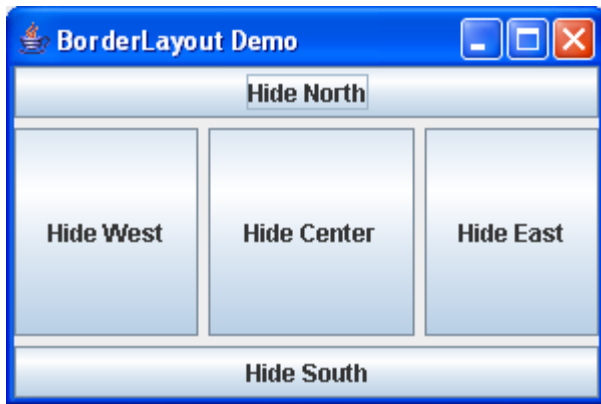 BorderLayout Demo
Hide North
Hide West
Hide Center
Hide East
Hide South